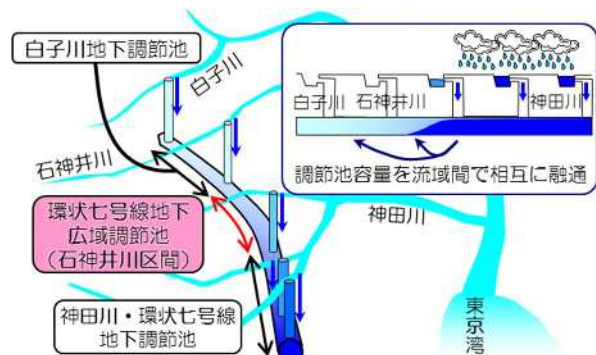 白子川地下調節池
白子川
石神井川
環状七号線地下
広域調節池
(石神井川区間)
神田川・環状七号線
地下調節池
白子川 石神井川 神田川
調節池容量を流域間で相互に融通
神田川
東京湾